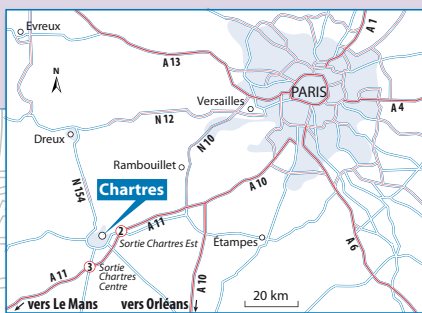 Evreux
A 1
A 13
N
PARIS
Versailles
A 4
N 12
Dreux
N 10
Rambouillet
N 154
Chartres
A 10
A 11
2
Sortie Chartres Est
Étampes
A 6
A 11
3
Sortie
Chartres
Centre
A 10
20 km
vers Le Mans
vers Orléans